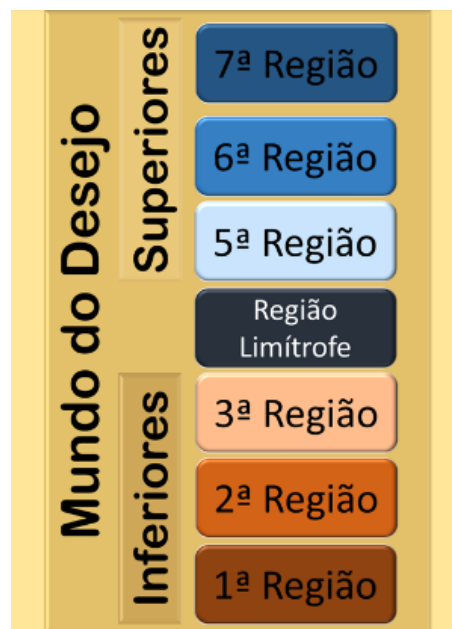 Mundo do Desejo
Superiores
7ª Região
6ª Região
5ª Região
Região
Limítrofe
Inferiores
3ª Região
2ª Região
1ª Região